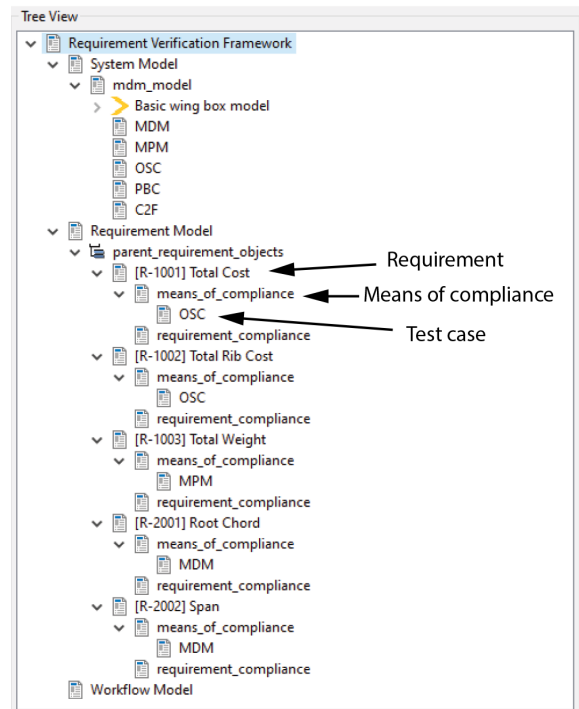 Tree View
Requirement Verification Framework
System Model
mdm_model
Basic wing box model
MDM
MPM
OSC
PBC
C2F
Requirement Model
parent_requirement_objects
[R-1001] Total Cost
Requirement
means_of_compliance
Means of compliance
OSC
Test case
requirement_compliance
[R-1002] Total Rib Cost
means_of_compliance
OSC
requirement_compliance
[R-1003] Total Weight
means_of_compliance
MPM
requirement_compliance
[R-2001] Root Chord
means_of_compliance
MDM
requirement_compliance
[R-2002] Span
means_of_compliance
MDM
requirement_compliance
Workflow Model